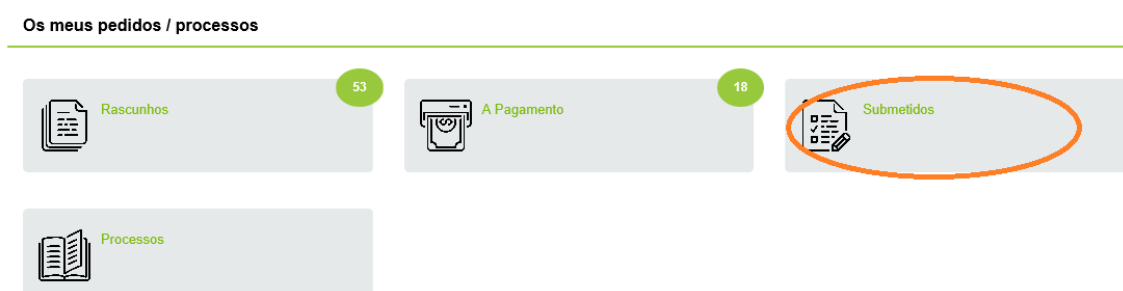 Os meus pedidos / processos
53
18
Rascunhos
A Pagamento
Submetidos
Processos